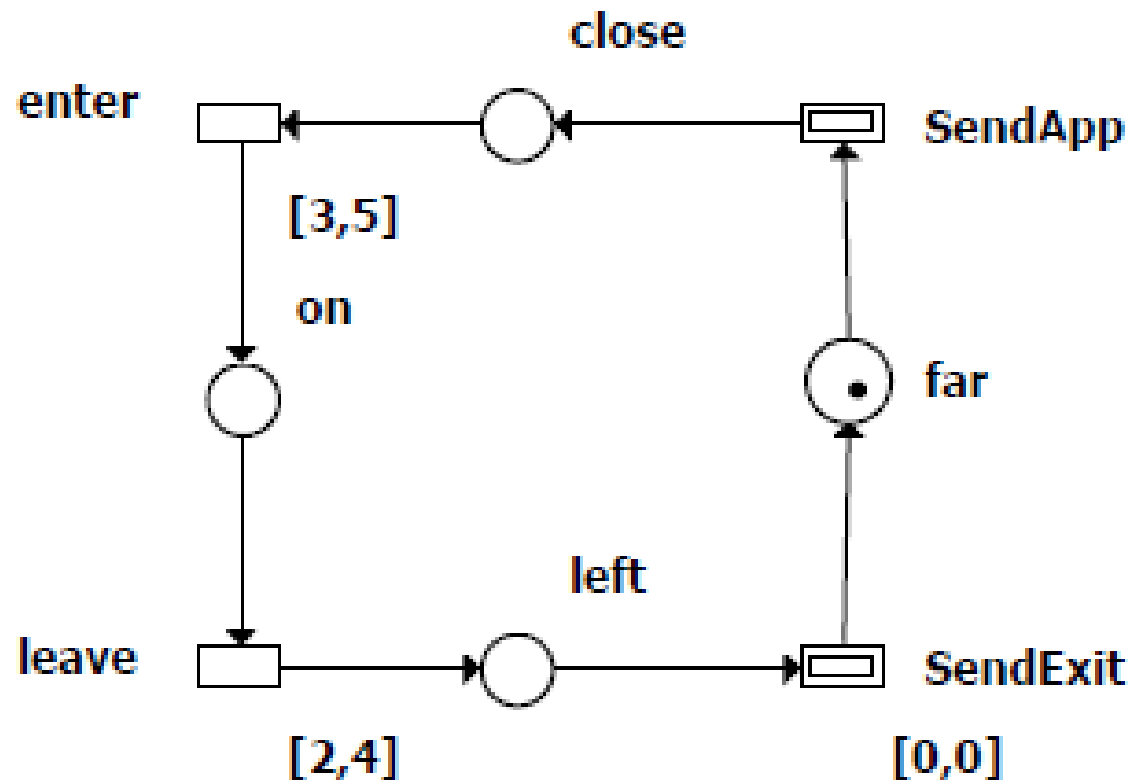 close
enter
SendApp
[3,5]
on
far
left
leave
SendExit
[2,4]
[0,0]